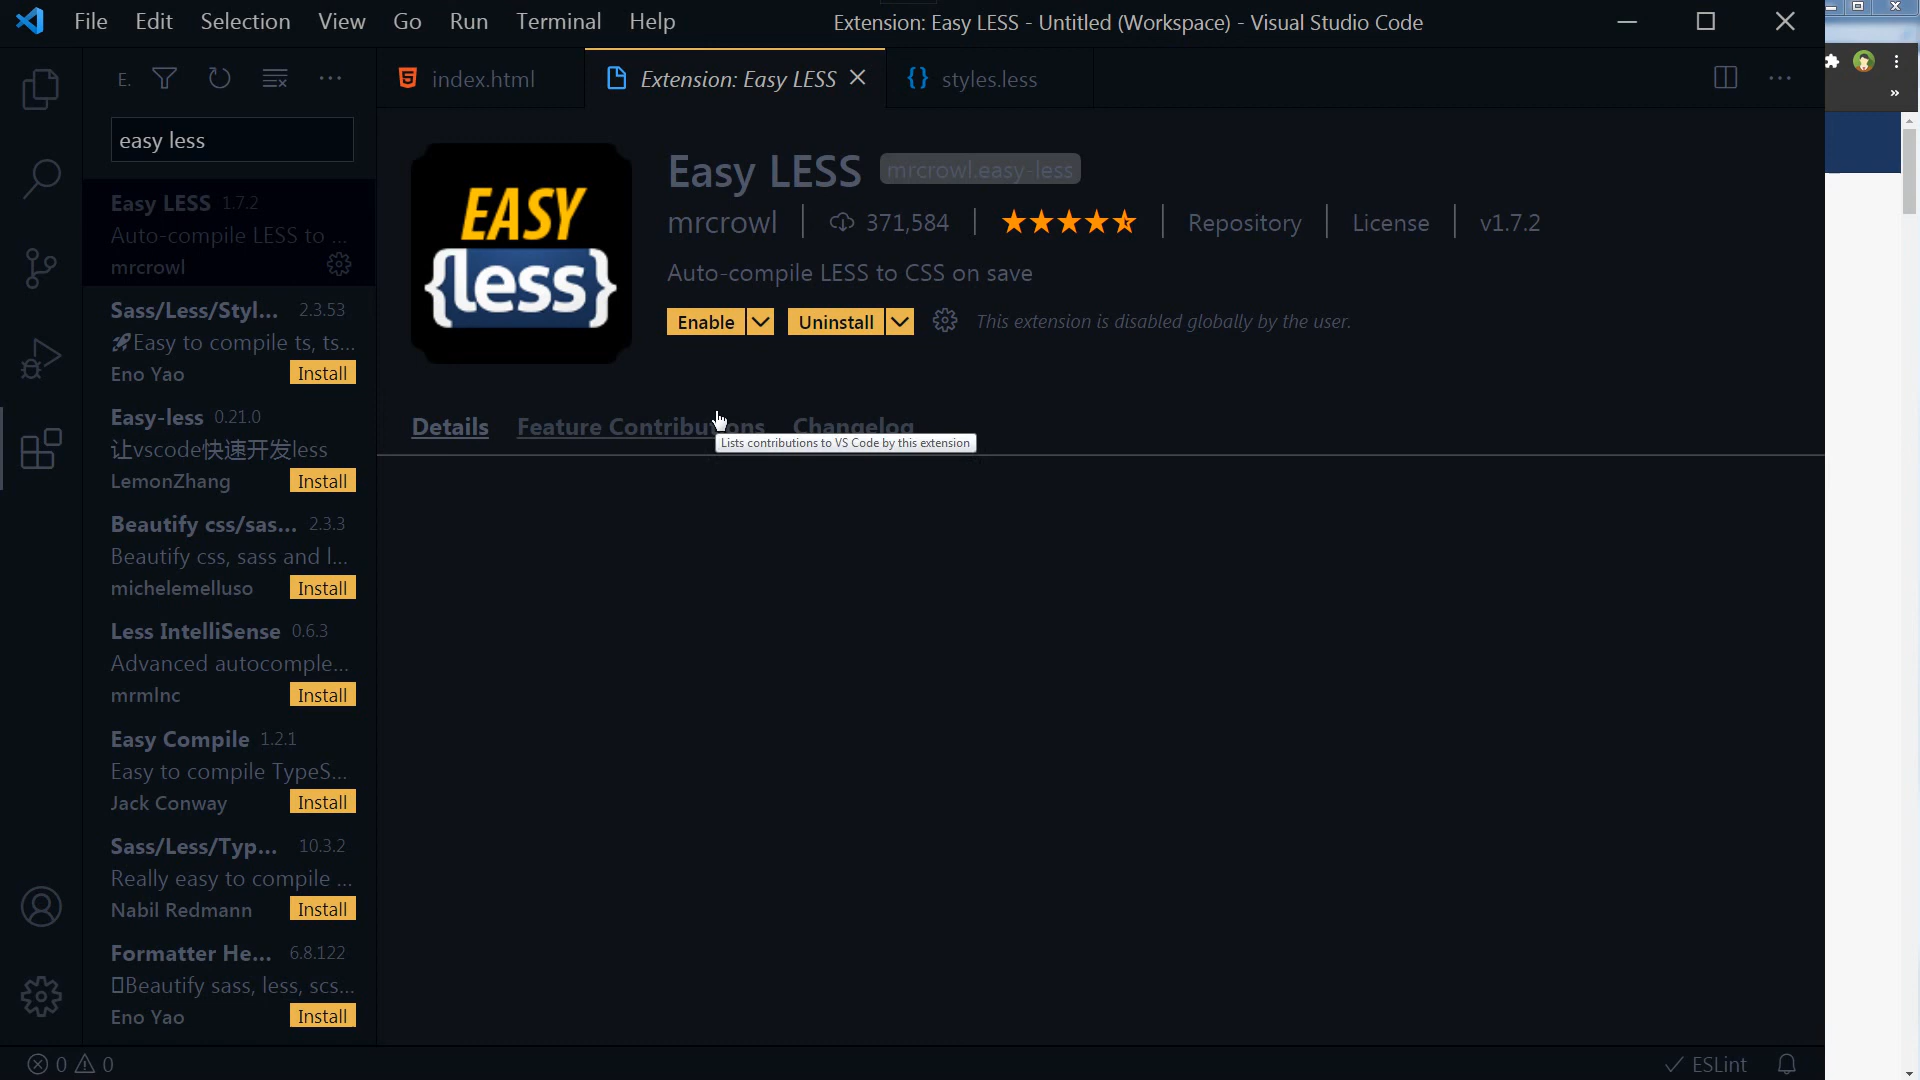 File Edit Selection View Go Run Terminal Help
Extension: Easy LESS - Untitled (Workspace) - Visual Studio Code
E.
index.html
Extension: Easy LESS
{} styles.less
easy less
Easy LESS 1.7.2
Auto-compile LESS to ...
mrcrowl
Sass/Less/Styl... 2.3.53
🚀Easy to compile ts, ts...
Eno Yao Install
Easy-less 0.21.0
让vscode快速开发less
LemonZhang Install
Beautify css/sas... 2.3.3
Beautify css, sass and l...
michelemelluso Install
Less IntelliSense 0.6.3
Advanced autocomple...
mrmlnc Install
Easy Compile 1.2.1
Easy to compile TypeS...
Jack Conway Install
Sass/Less/Typ... 10.3.2
Really easy to compile ...
Nabil Redmann Install
Formatter He... 6.8.122
Beautify sass, less, scs...
Eno Yao Install
EASY
{less}
Easy LESS mrcrowl.easy-less
mrcrowl 371,584 Repository License v1.7.2
Auto-compile LESS to CSS on save
Enable Uninstall This extension is disabled globally by the user.
Details Feature Contributions Changelog
Lists contributions to VS Code by this extension
0 0 ESLint